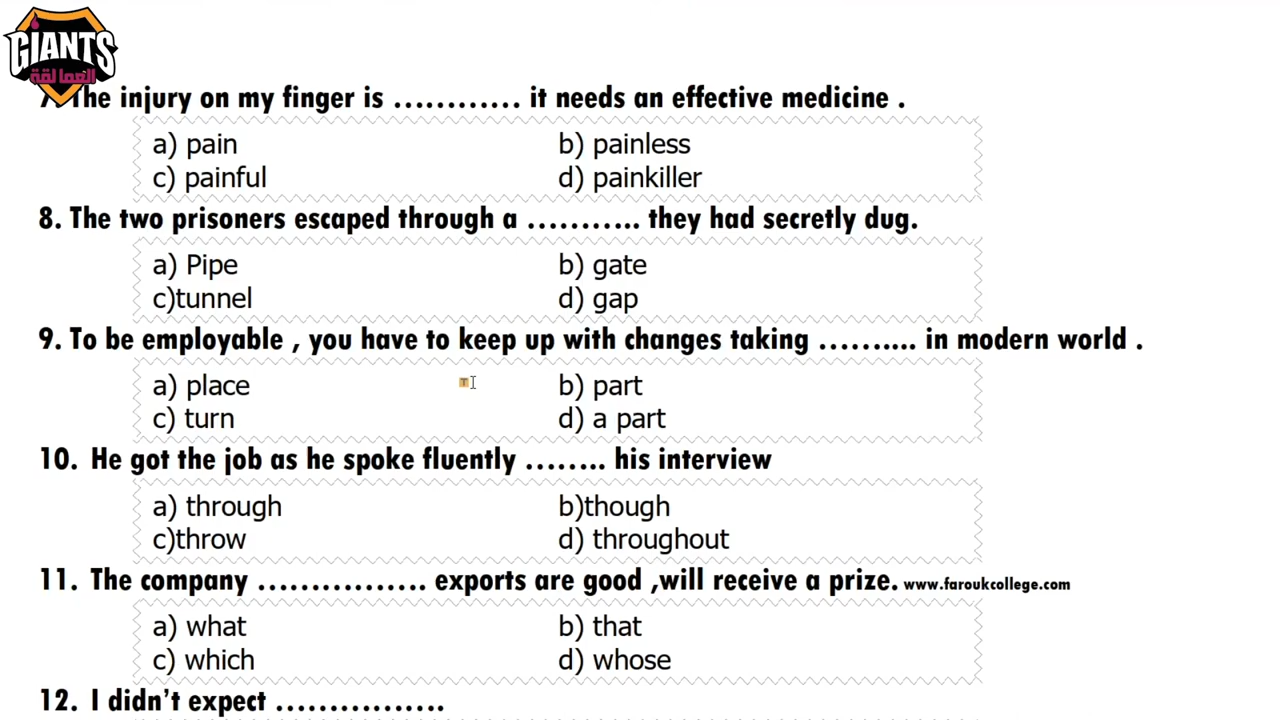 GIANTS
العمالقة
7. The injury on my finger is ………… it needs an effective medicine .
a) pain b) painless
c) painful d) painkiller
8. The two prisoners escaped through a ……….. they had secretly dug.
a) Pipe b) gate
c)tunnel d) gap
9. To be employable , you have to keep up with changes taking …….... in modern world .
a) place b) part
c) turn d) a part
10. He got the job as he spoke fluently …….. his interview
a) through b)though
c)throw d) throughout
11. The company ……………. exports are good ,will receive a prize. www.faroukcollege.com
a) what b) that
c) which d) whose
12. I didn’t expect …………….